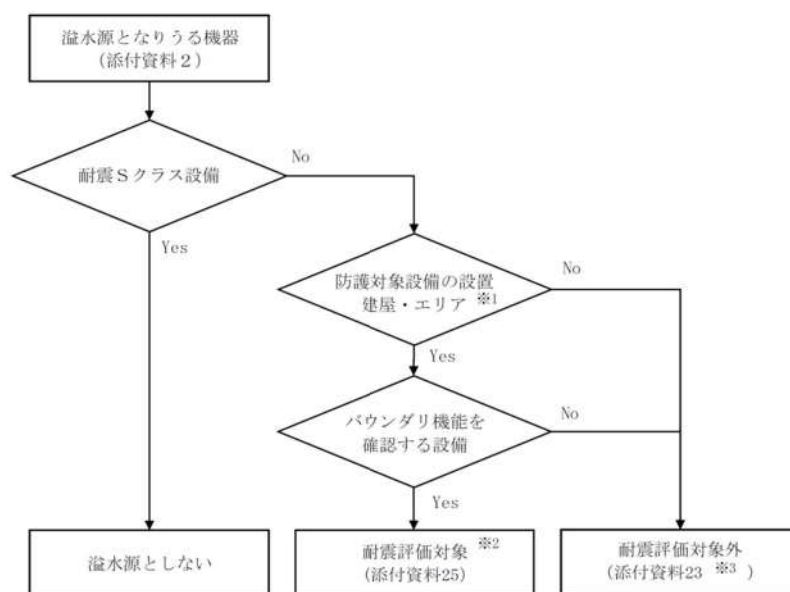 溢水源となりうる機器
(添付資料2)
耐震Sクラス設備
No
Yes
防護対象設備の設置
建屋・エリア ※1
No
Yes
バウンダリ機能を
確認する設備
No
Yes
溢水源としない
耐震評価対象 ※2
(添付資料25)
耐震評価対象外
(添付資料23 ※3 )